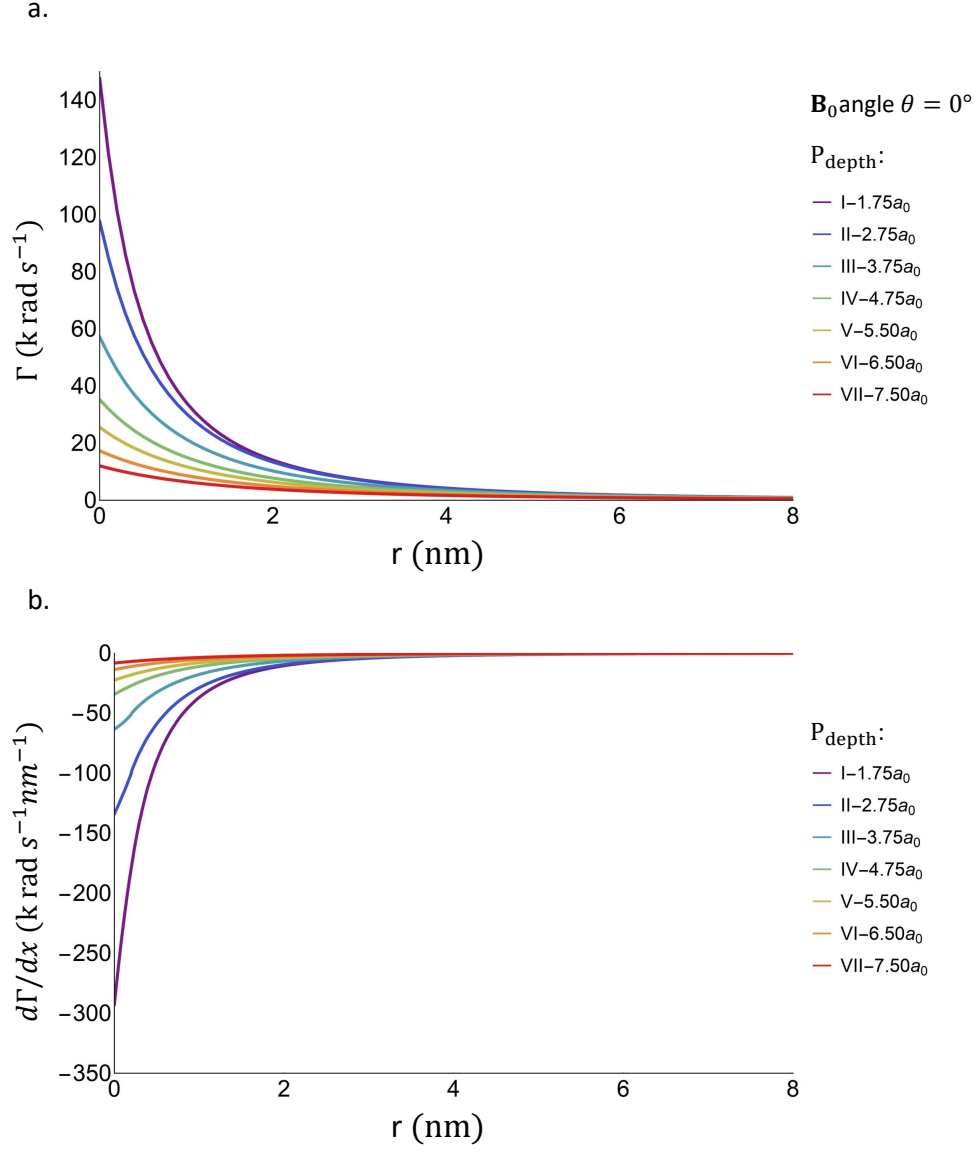 a.
140
120
100
80
60
40
20
0
Γ (k rad s⁻¹)
0 2 4 6 8
r (nm)
B₀angle θ = 0°
P_depth:
I−1.75a₀
II−2.75a₀
III−3.75a₀
IV−4.75a₀
V−5.50a₀
VI−6.50a₀
VII−7.50a₀
b.
0
−50
−100
−150
−200
−250
−300
−350
dΓ/dx (k rad s⁻¹nm⁻¹)
0 2 4 6 8
r (nm)
P_depth:
I−1.75a₀
II−2.75a₀
III−3.75a₀
IV−4.75a₀
V−5.50a₀
VI−6.50a₀
VII−7.50a₀